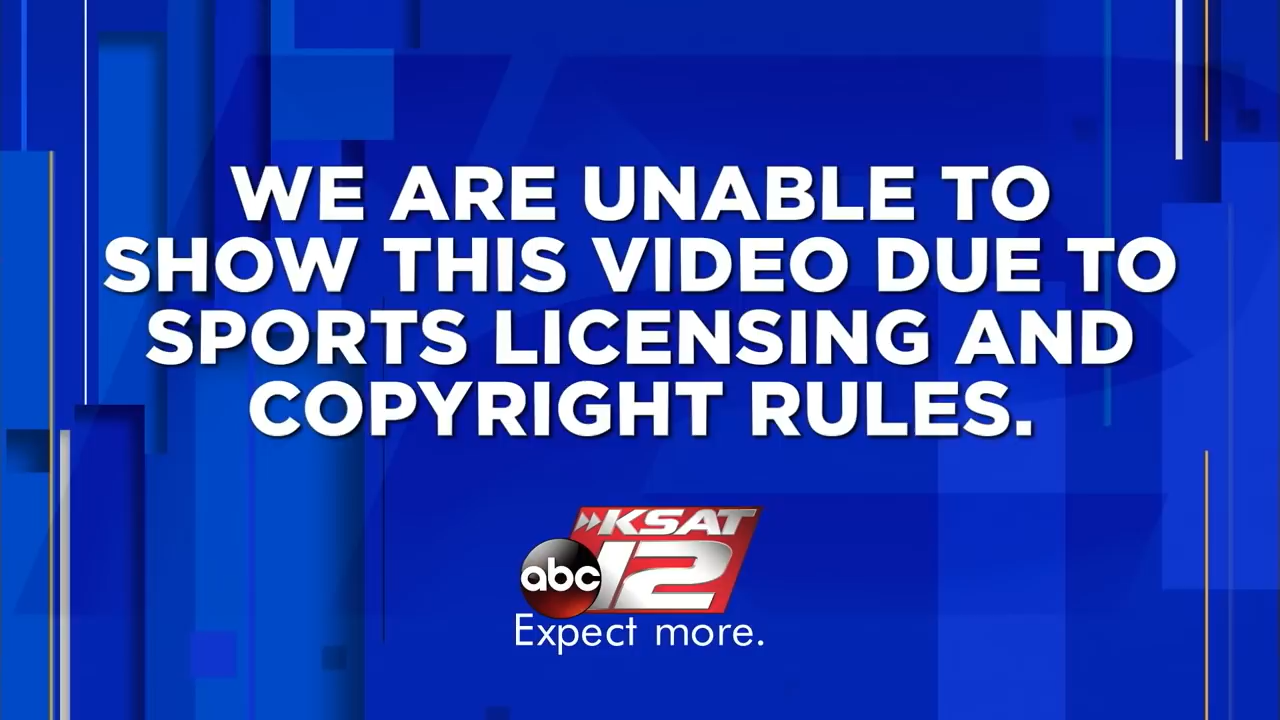 WE ARE UNABLE TO
SHOW THIS VIDEO DUE TO
SPORTS LICENSING AND
COPYRIGHT RULES.
KSAT
abc 12
Expect more.